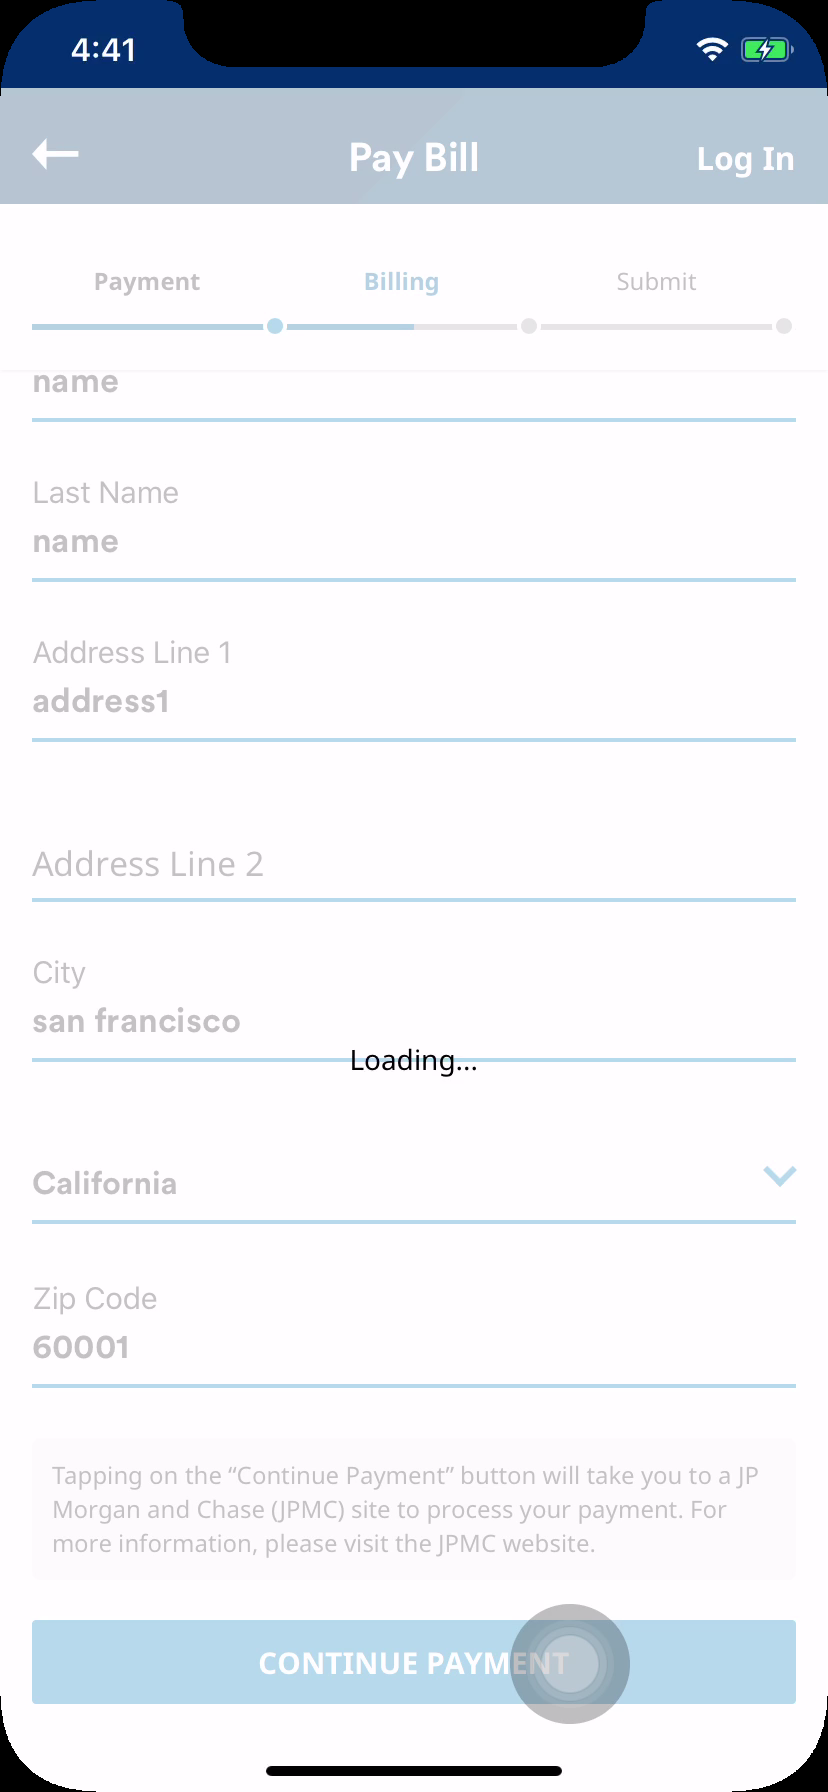 4:41
Pay Bill
Log In
Payment
Billing
Submit
name
Last Name
name
Address Line 1
address1
Address Line 2
City
san francisco
Loading...
California
Zip Code
60001
Tapping on the “Continue Payment” button will take you to a JP
Morgan and Chase (JPMC) site to process your payment. For
more information, please visit the JPMC website.
CONTINUE PAYMENT